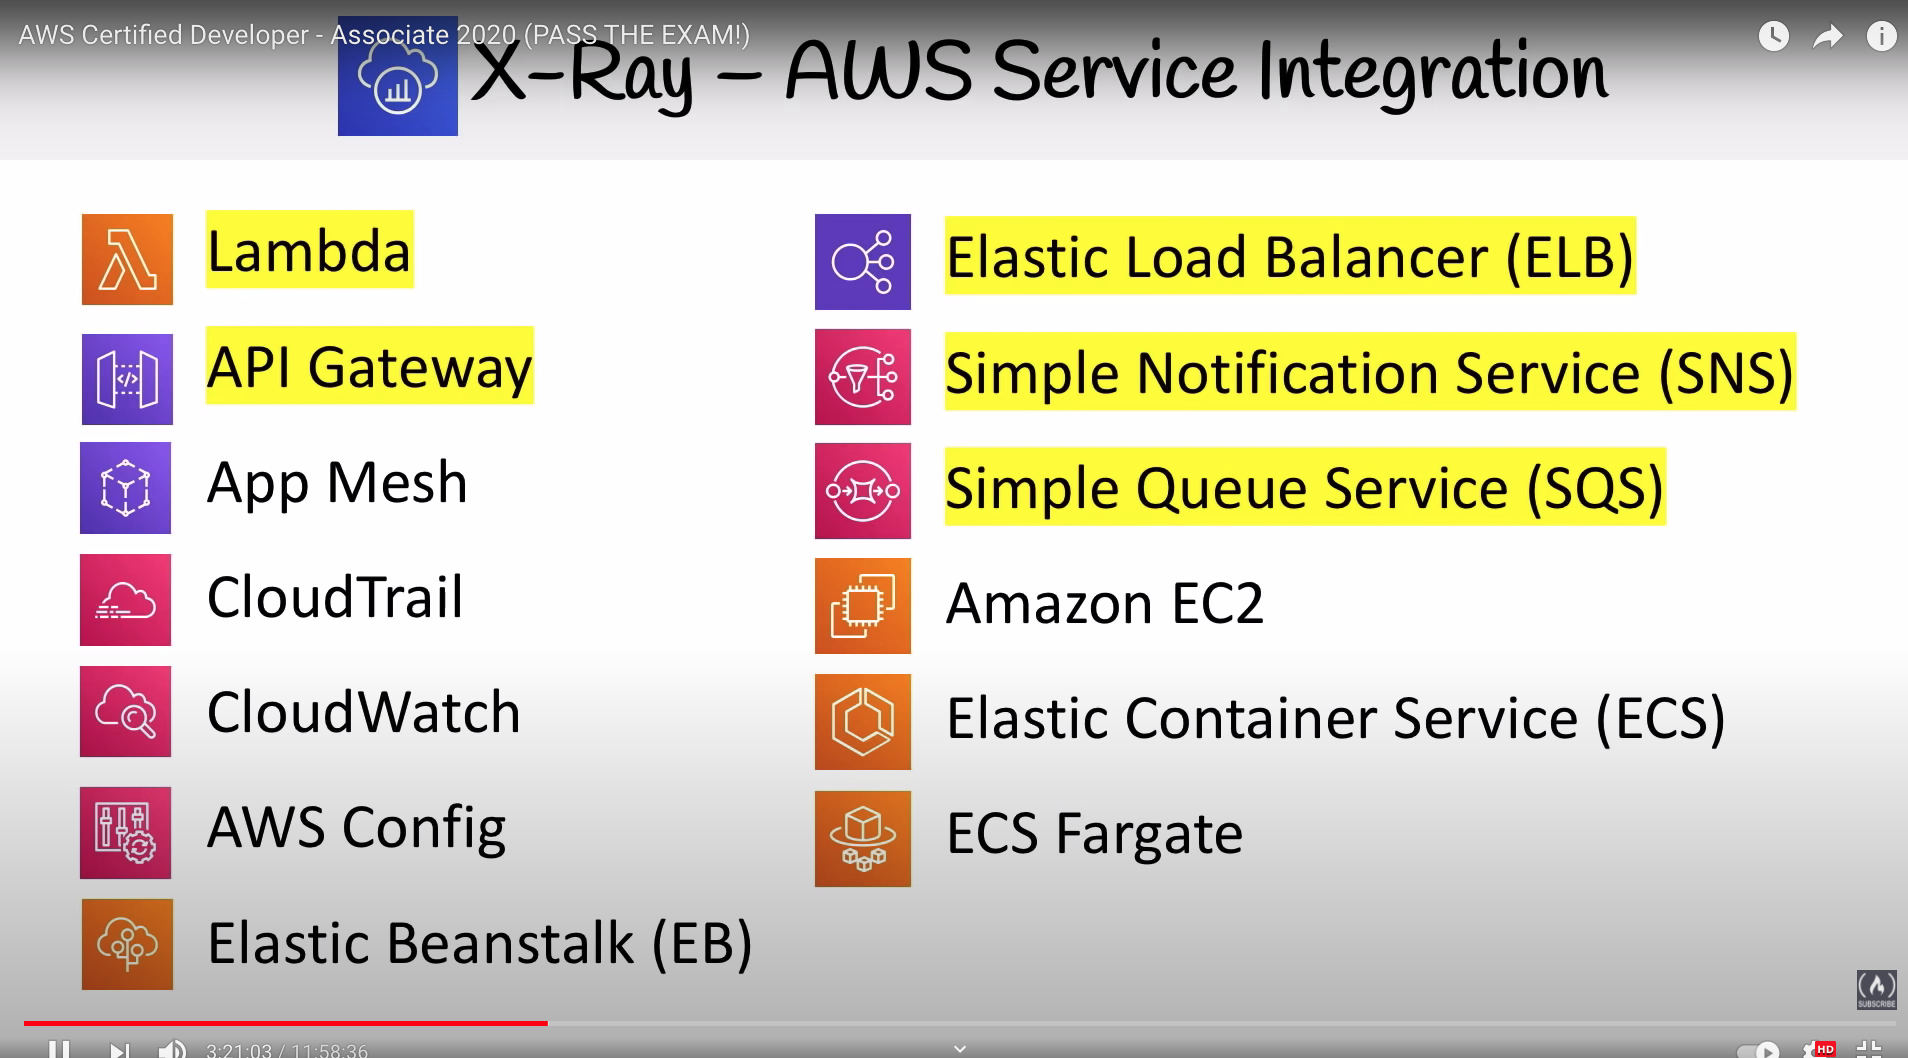 AWS Certified Developer - Associate 2020 (PASS THE EXAM!)
X-Ray – AWS Service Integration
Lambda
API Gateway
App Mesh
CloudTrail
CloudWatch
AWS Config
Elastic Beanstalk (EB)
Elastic Load Balancer (ELB)
Simple Notification Service (SNS)
Simple Queue Service (SQS)
Amazon EC2
Elastic Container Service (ECS)
ECS Fargate
SUBSCRIBE
3:21:03 / 11:58:36
HD